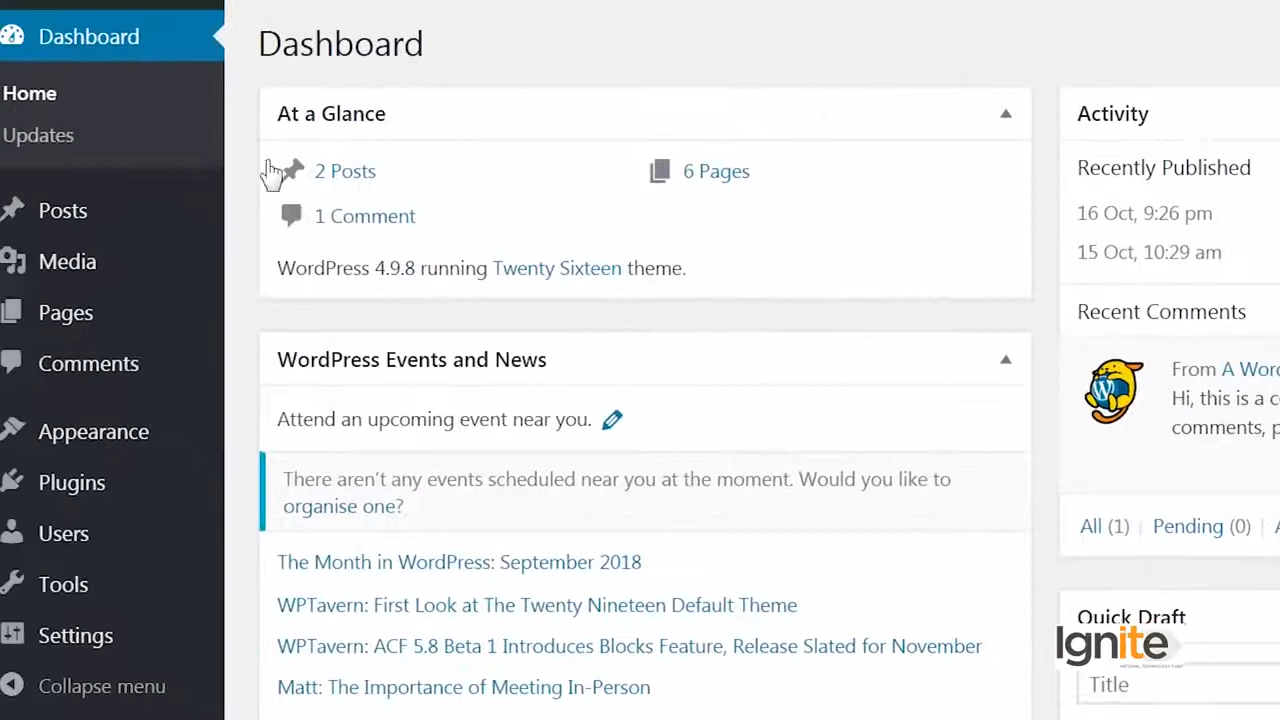 Dashboard
Home
Updates
Posts
Media
Pages
Comments
Appearance
Plugins
Users
Tools
Settings
Collapse menu
Dashboard
At a Glance
2 Posts
6 Pages
1 Comment
WordPress 4.9.8 running Twenty Sixteen theme.
WordPress Events and News
Attend an upcoming event near you.
There aren’t any events scheduled near you at the moment. Would you like to
organise one?
The Month in WordPress: September 2018
WPTavern: First Look at The Twenty Nineteen Default Theme
WPTavern: ACF 5.8 Beta 1 Introduces Blocks Feature, Release Slated for November
Matt: The Importance of Meeting In-Person
Activity
Recently Published
16 Oct, 9:26 pm
15 Oct, 10:29 am
Recent Comments
From A Word
Hi, this is a c
comments, p
All (1) | Pending (0) |
Quick Draft
Ignite
NATIONAL TECHNOLOGY FUND
Title